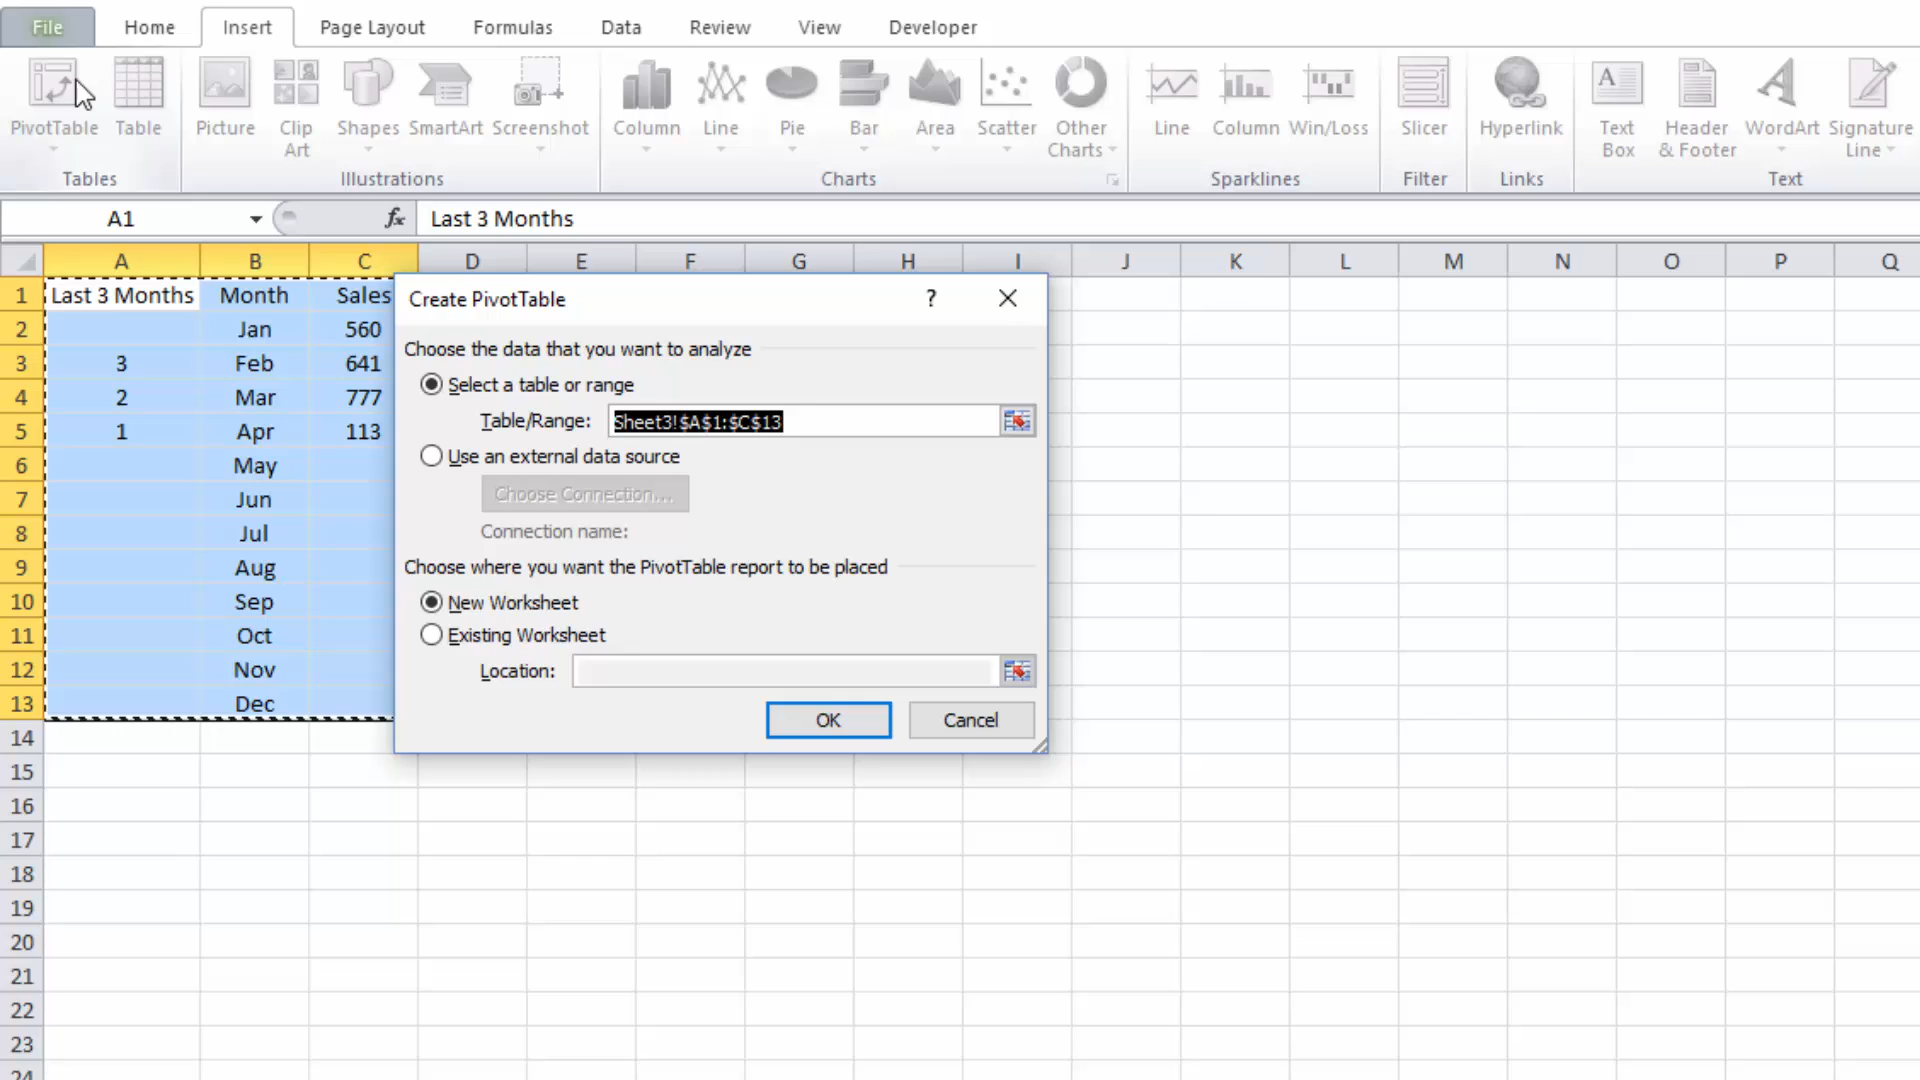 File Home Insert Page Layout Formulas Data Review View Developer
PivotTable Table Picture Clip Art Shapes SmartArt Screenshot Column Line Pie Bar Area Scatter Other Charts Line Column Win/Loss Slicer Hyperlink Text Box Header & Footer WordArt Signature Line
Tables Illustrations Charts Sparklines Filter Links Text
A1 fx Last 3 Months
A B C D E F G H I J K L M N O P Q
1 Last 3 Months Month Sales
2 Jan 560
3 3 Feb 641
4 2 Mar 777
5 1 Apr 113
6 May
7 Jun
8 Jul
9 Aug
10 Sep
11 Oct
12 Nov
13 Dec
14
15
16
17
18
19
20
21
22
23
24
Create PivotTable ?
Choose the data that you want to analyze
Select a table or range
Table/Range: Sheet3!$A$1:$C$13
Use an external data source
Choose Connection...
Connection name:
Choose where you want the PivotTable report to be placed
New Worksheet
Existing Worksheet
Location:
OK Cancel